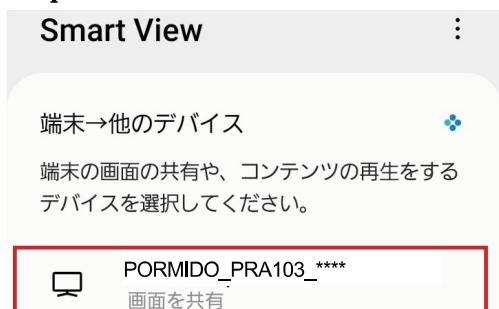 Smart View
端末→他のデバイス
端末の画面の共有や、コンテンツの再生をする
デバイスを選択してください。
PORMIDO_PRA103_****
画面を共有